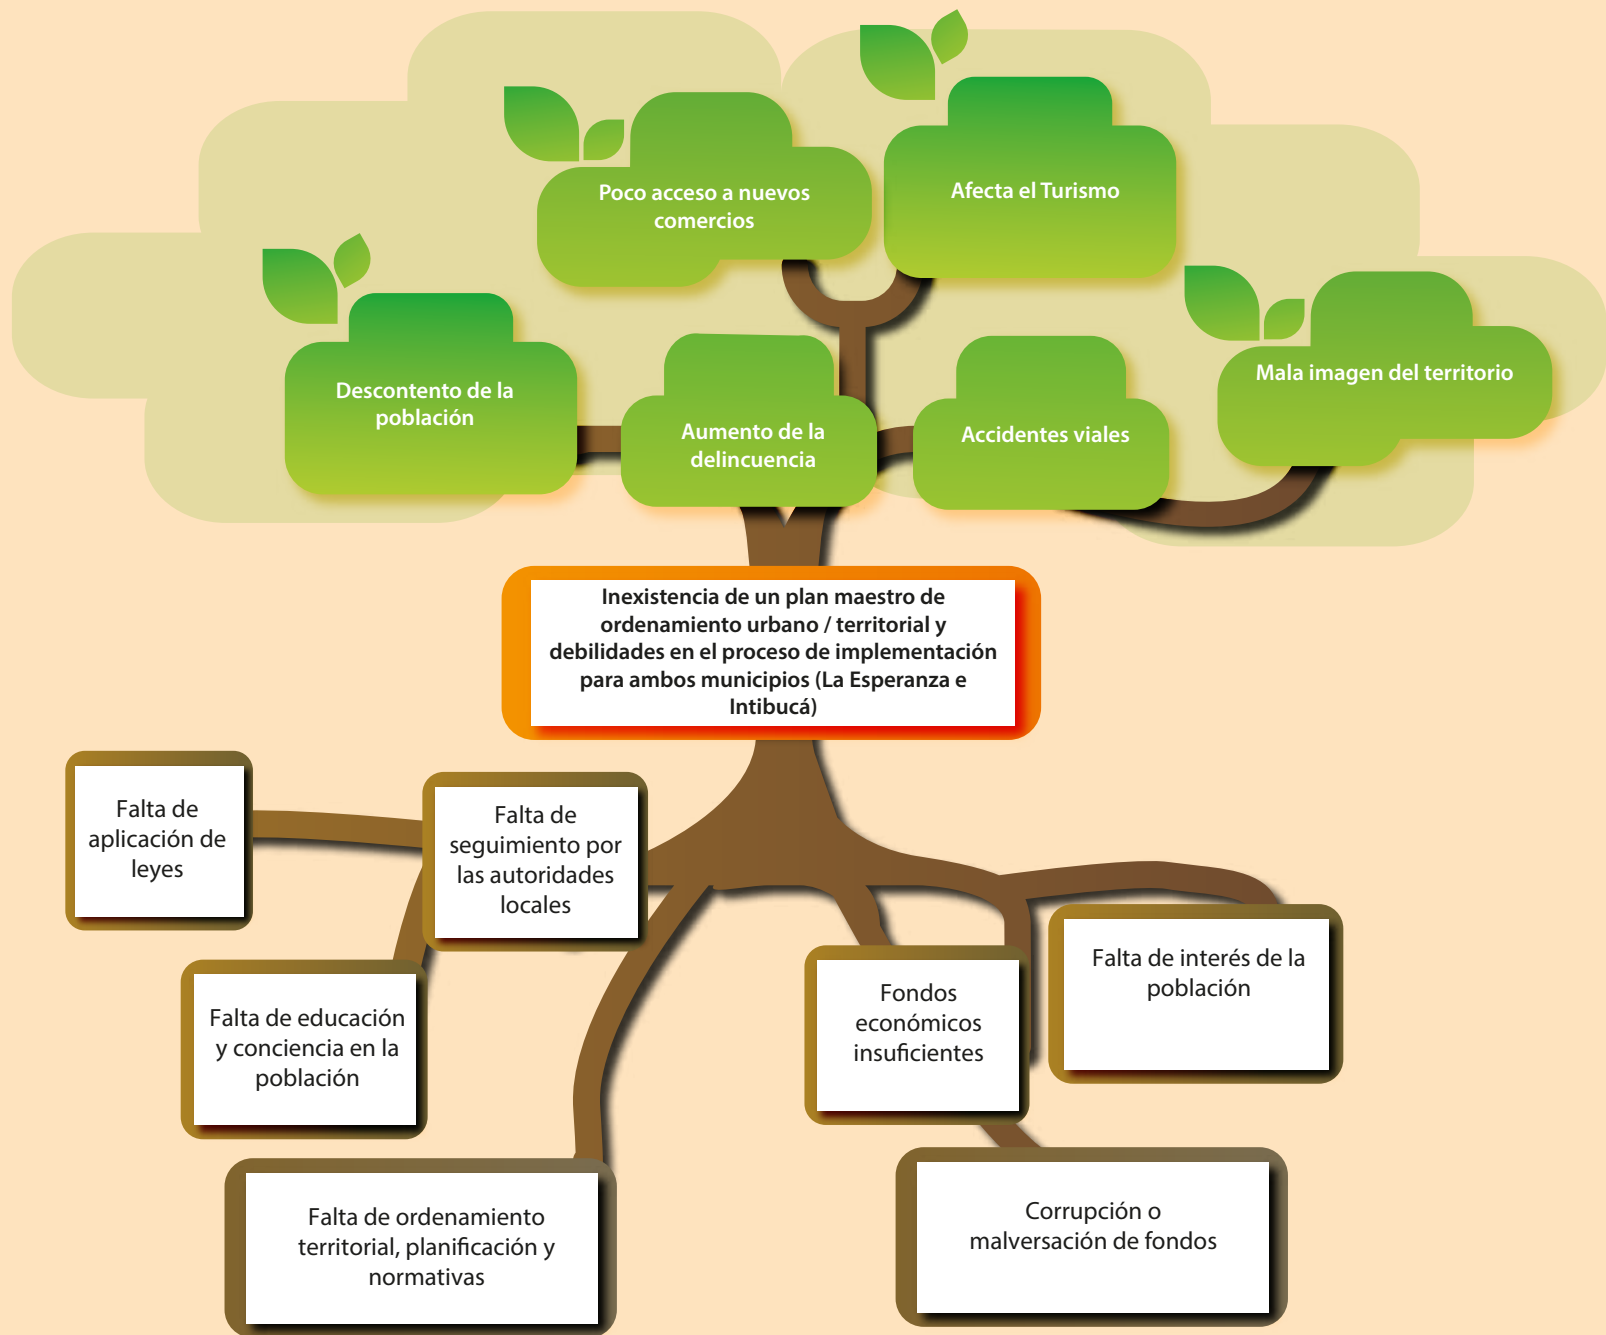 Poco acceso a nuevos
comercios
Afecta el Turismo
Descontento de la
población
Aumento de la
delincuencia
Accidentes viales
Mala imagen del territorio
Inexistencia de un plan maestro de
ordenamiento urbano / territorial y
debilidades en el proceso de implementación
para ambos municipios (La Esperanza e
Intibucá)
Falta de
aplicación de
leyes
Falta de
seguimiento por
las autoridades
locales
Falta de educación
y conciencia en la
población
Fondos
económicos
insuficientes
Falta de interés de la
población
Falta de ordenamiento
territorial, planificación y
normativas
Corrupción o
malversación de fondos